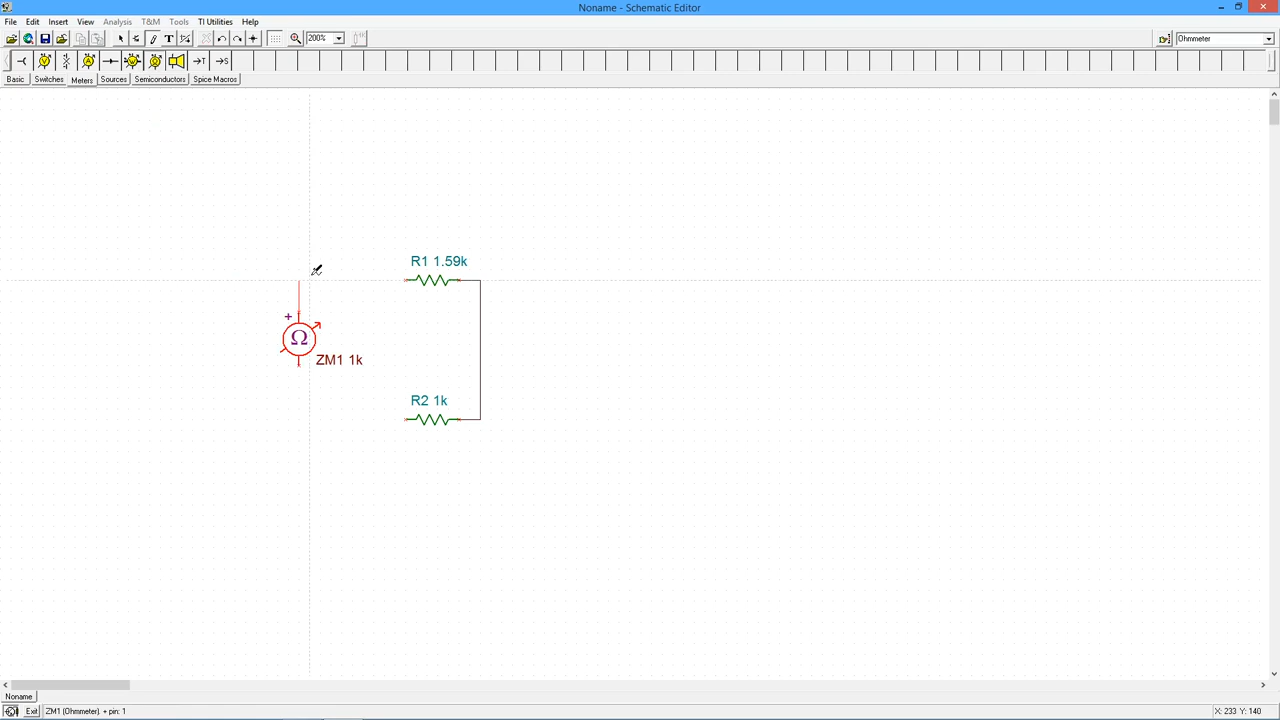 Noname - Schematic Editor
File Edit Insert View Analysis T&M Tools TI Utilities Help
T 200% Ohmmeter
V A T S
Basic Switches Meters Sources Semiconductors Spice Macros
R1 1.59k
+
Ω
ZM1 1k
R2 1k
Noname
Exit ZM1 (Ohmmeter). + pin: 1 X: 233 Y: 140